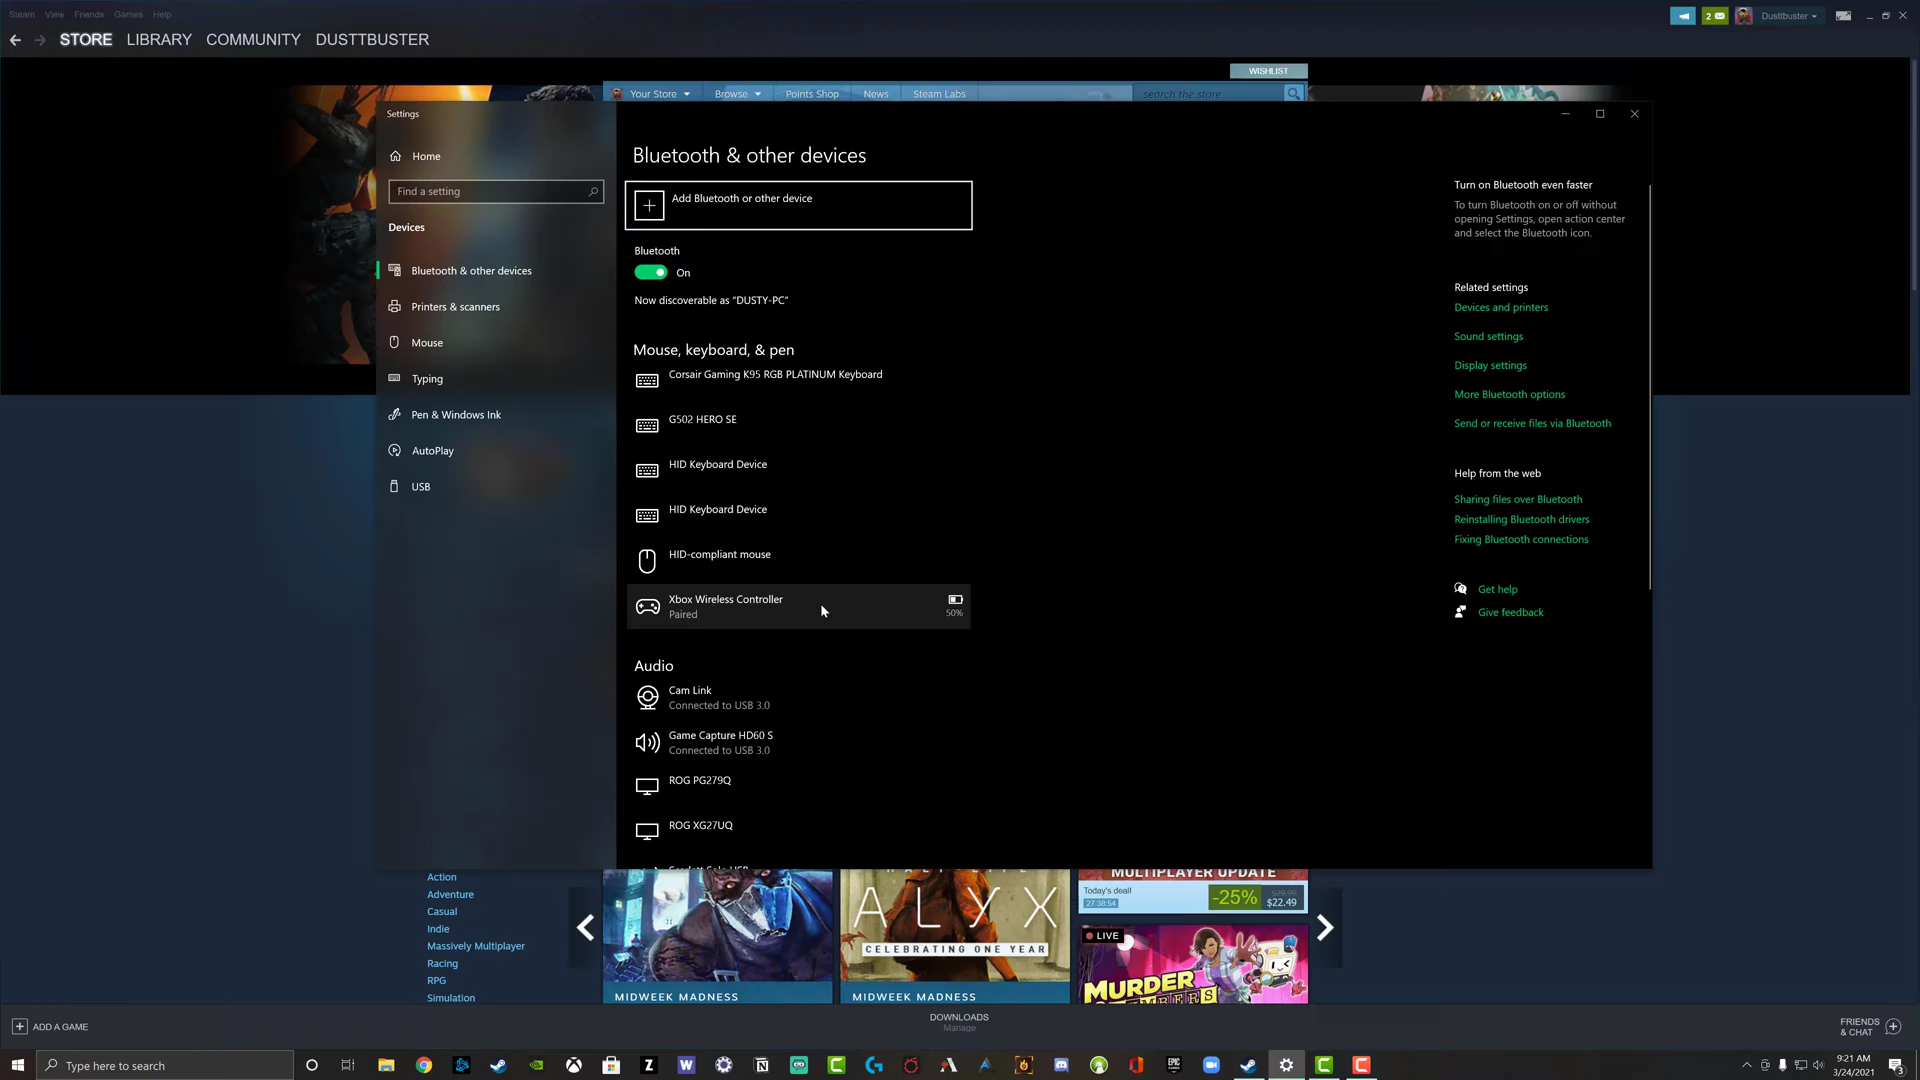 Steam View Friends Games Help
2
Dusttbuster
STORE LIBRARY COMMUNITY DUSTTBUSTER
WISHLIST
Your Store Browse Points Shop News Steam Labs search the store
Settings
Home
Find a setting
Devices
Bluetooth & other devices
Printers & scanners
Mouse
Typing
Pen & Windows Ink
AutoPlay
USB
Bluetooth & other devices
Add Bluetooth or other device
Bluetooth
On
Now discoverable as "DUSTY-PC"
Mouse, keyboard, & pen
Corsair Gaming K95 RGB PLATINUM Keyboard
G502 HERO SE
HID Keyboard Device
HID Keyboard Device
HID-compliant mouse
Xbox Wireless Controller
Paired
50%
Audio
Cam Link
Connected to USB 3.0
Game Capture HD60 S
Connected to USB 3.0
ROG PG279Q
ROG XG27UQ
Turn on Bluetooth even faster
To turn Bluetooth on or off without
opening Settings, open action center
and select the Bluetooth icon.
Related settings
Devices and printers
Sound settings
Display settings
More Bluetooth options
Send or receive files via Bluetooth
Help from the web
Sharing files over Bluetooth
Reinstalling Bluetooth drivers
Fixing Bluetooth connections
Get help
Give feedback
Action
Adventure
Casual
Indie
Massively Multiplayer
Racing
RPG
Simulation
MIDWEEK MADNESS
ALYX
CELEBRATING ONE YEAR
MIDWEEK MADNESS
MULTIPLAYER UPDATE
Today's deal!
27:38:54
-25%
$29.99
$22.49
LIVE
MURDER
ADD A GAME
DOWNLOADS
Manage
FRIENDS
& CHAT
Type here to search
9:21 AM
3/24/2021
3